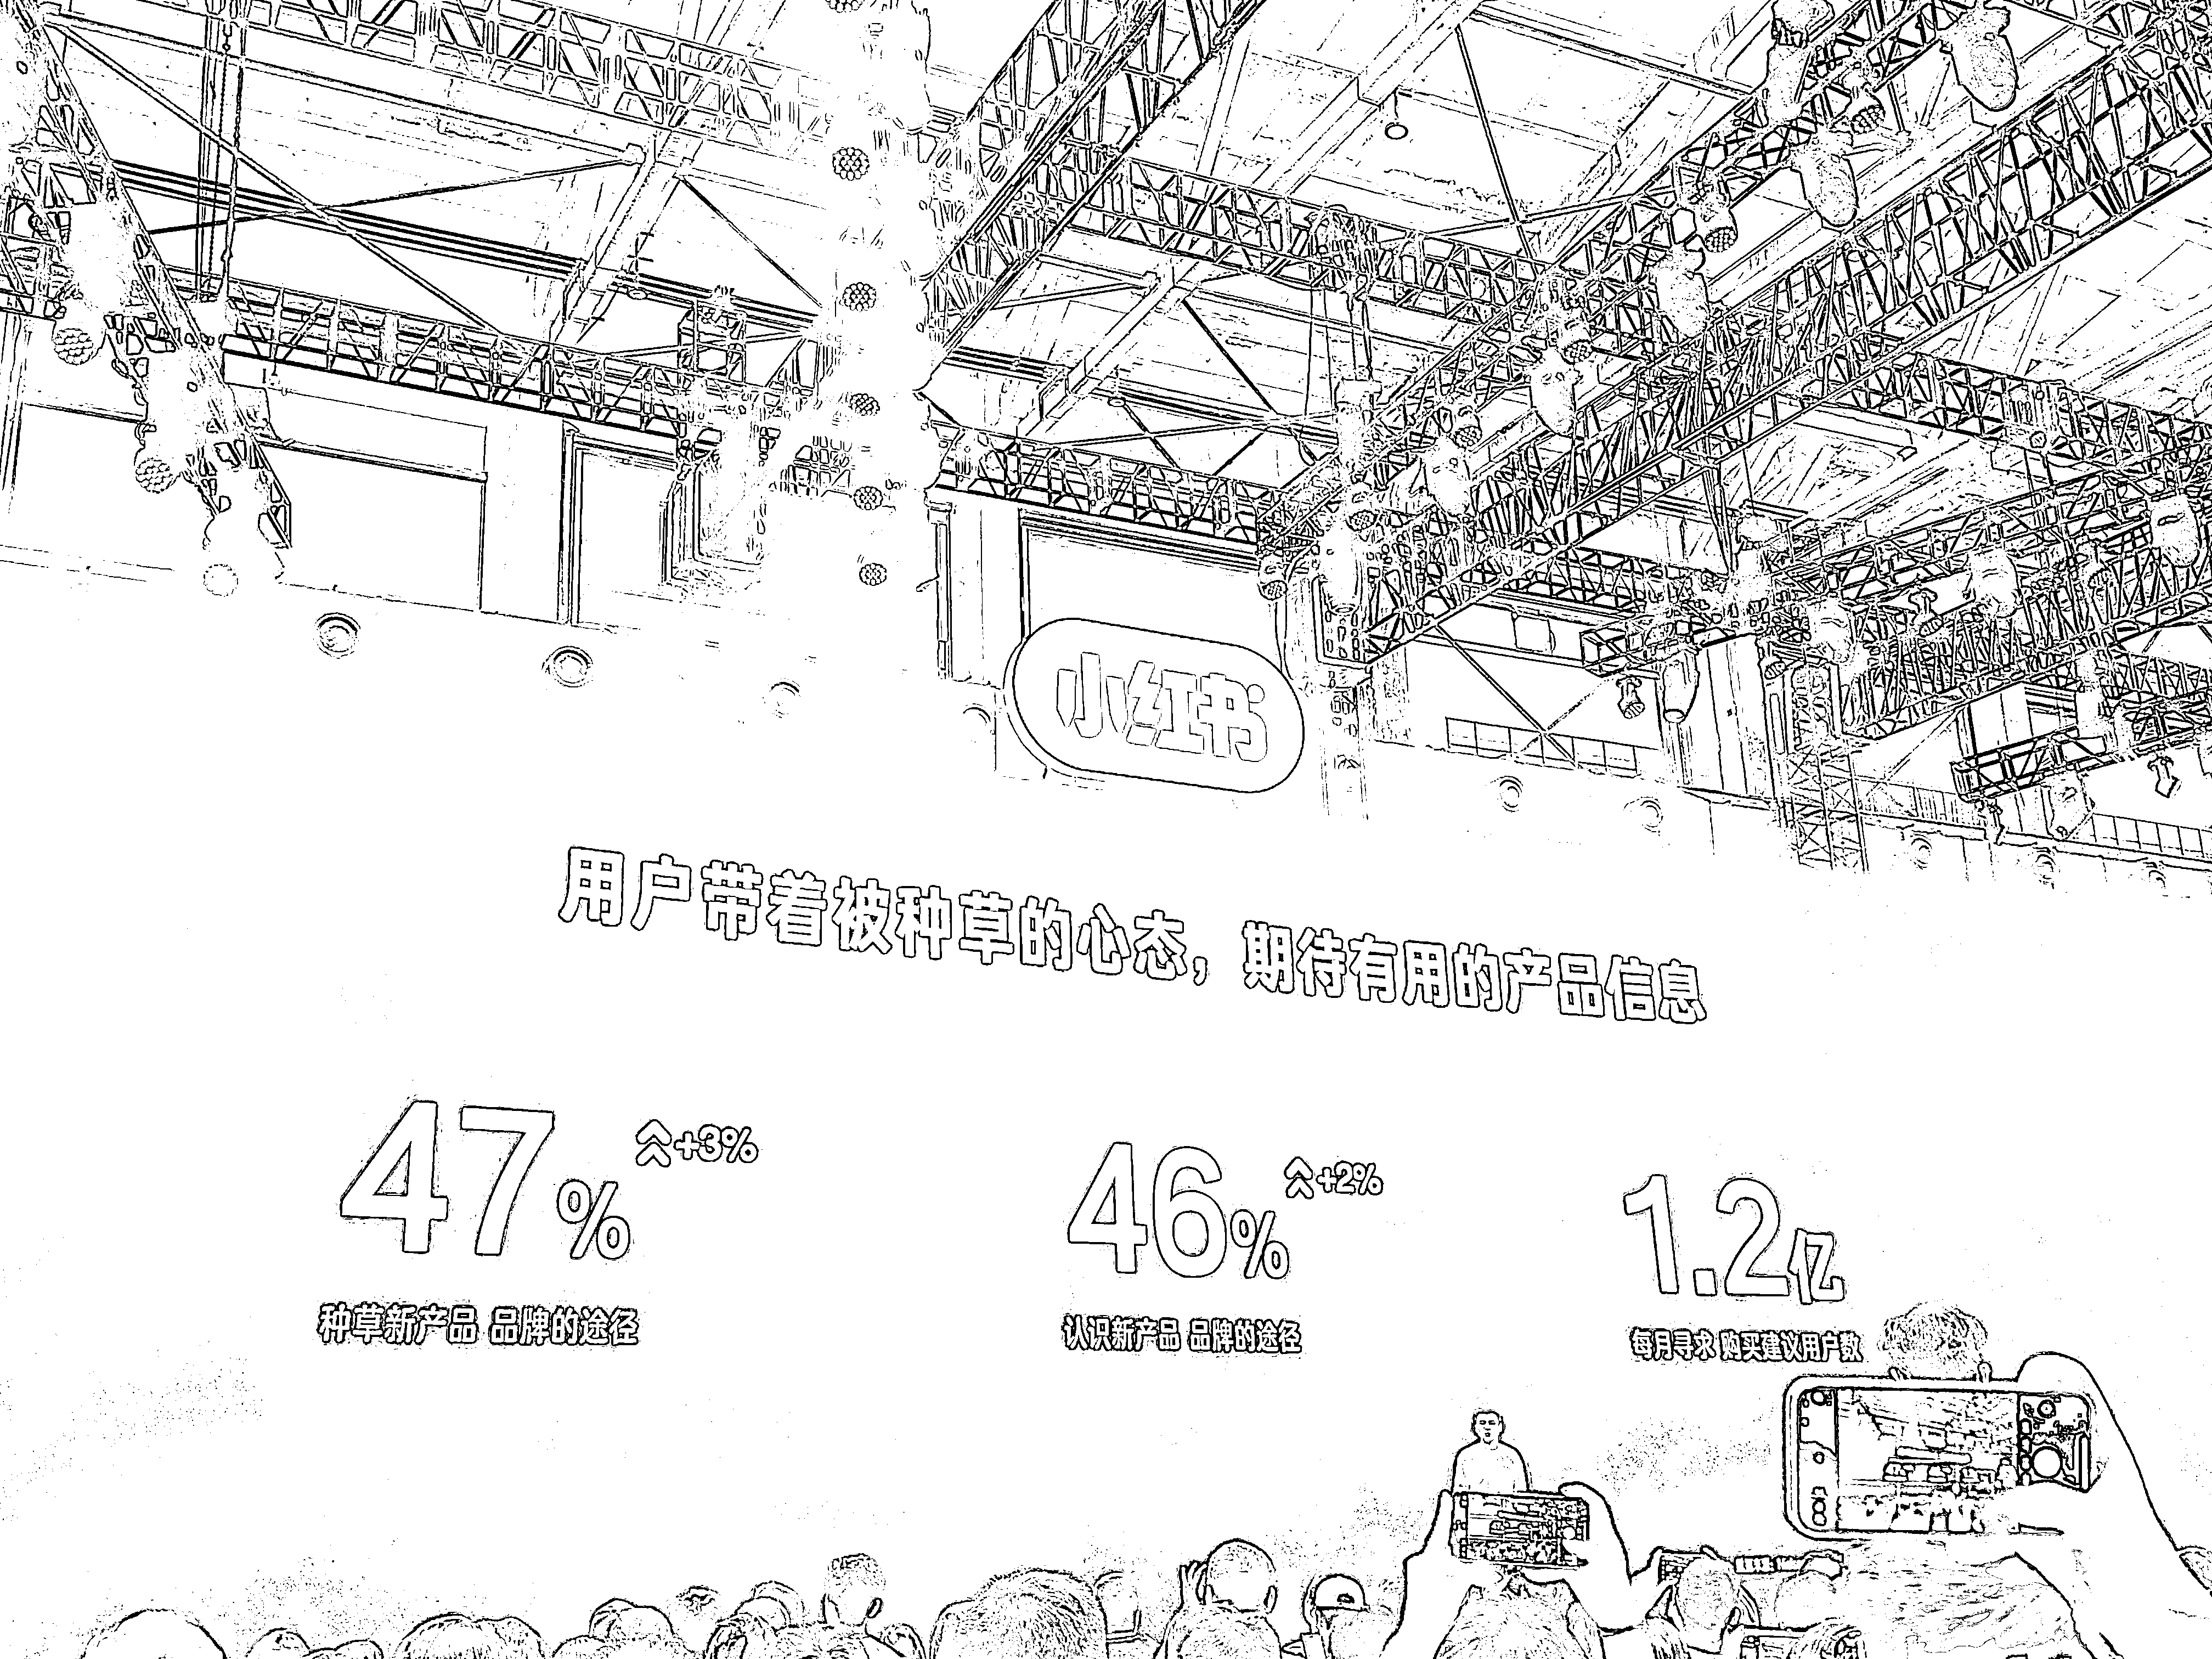 小红书
用户带着被种草的心态，期待有用的产品信息
47% +3%
种草新产品 品牌的途径
46% +2%
认识新产品 品牌的途径
1.2亿
每月寻求 购买建议用户数